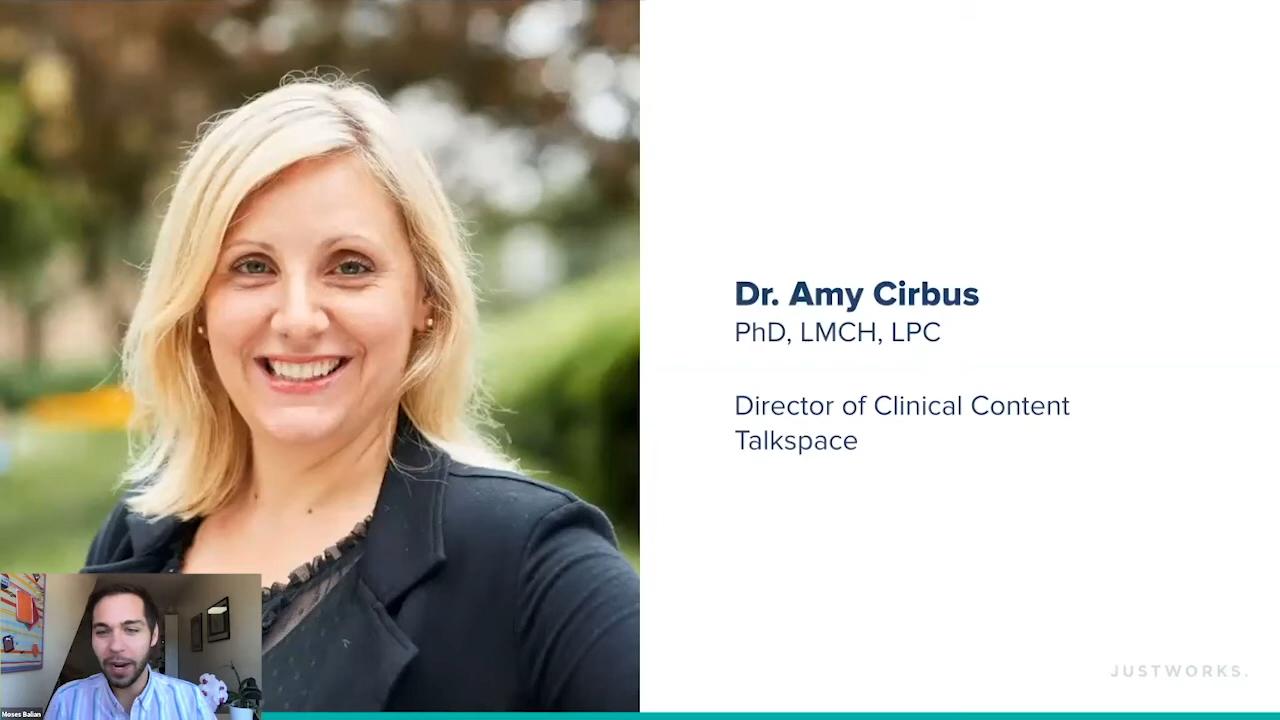 Dr. Amy Cirbus
PhD, LMCH, LPC
Director of Clinical Content
Talkspace
JUSTWORKS.
Moses Balian